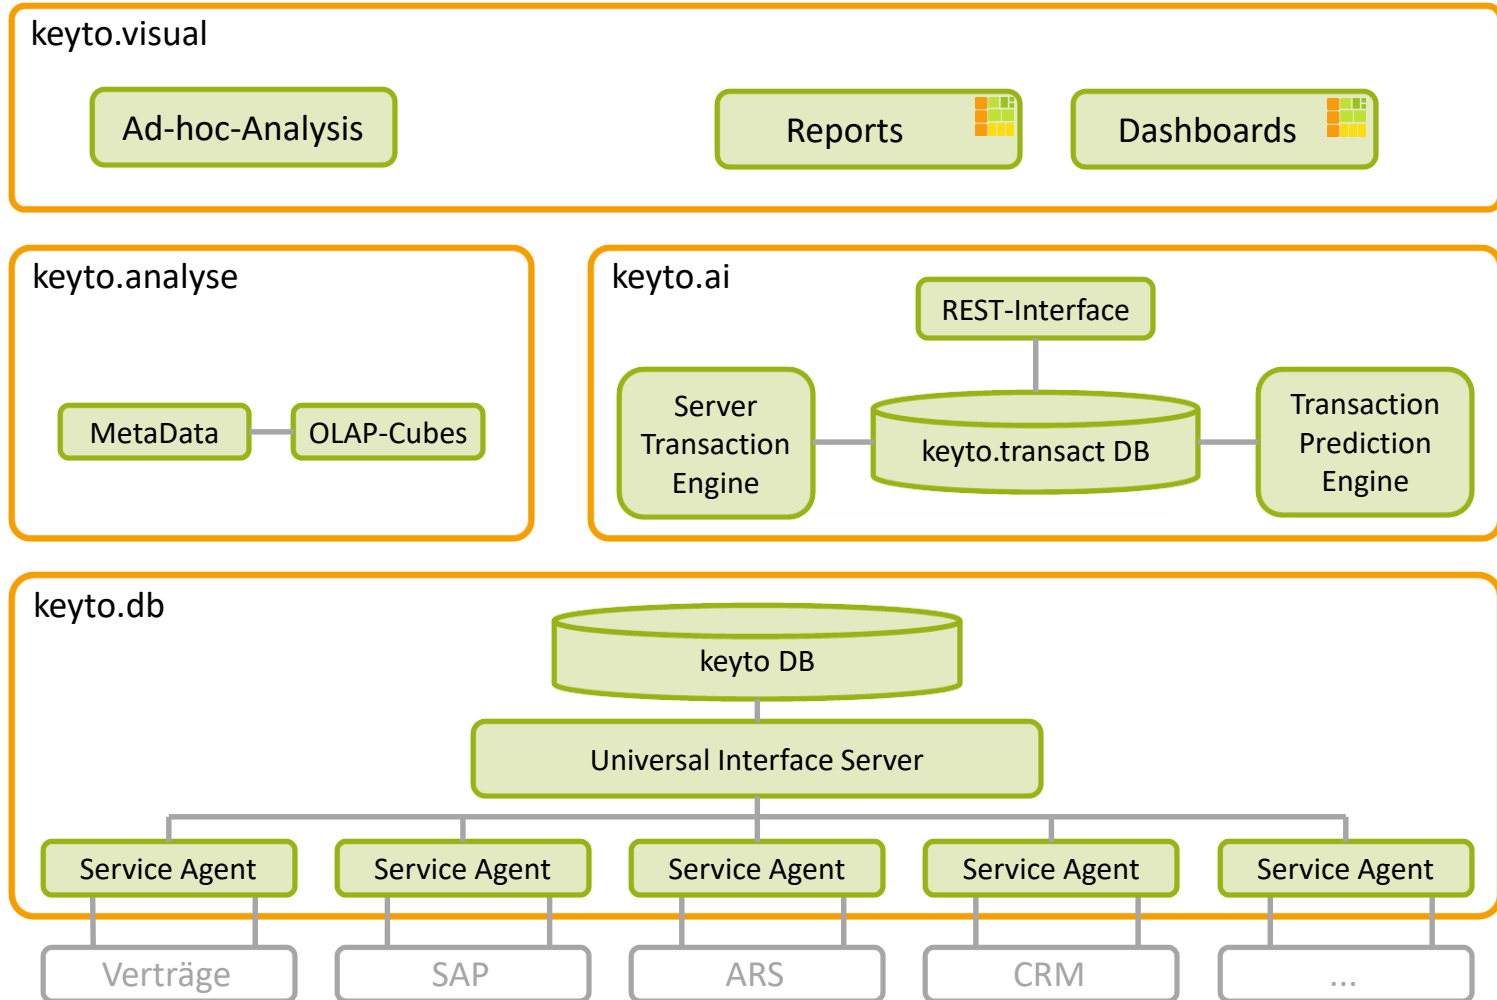 keyto.visual
Ad-hoc-Analysis
Reports
Dashboards
keyto.analyse
MetaData
OLAP-Cubes
keyto.ai
REST-Interface
Server
Transaction
Engine
keyto.transact DB
Transaction
Prediction
Engine
keyto.db
keyto DB
Universal Interface Server
Service Agent
Service Agent
Service Agent
Service Agent
Service Agent
Verträge
SAP
ARS
CRM
...